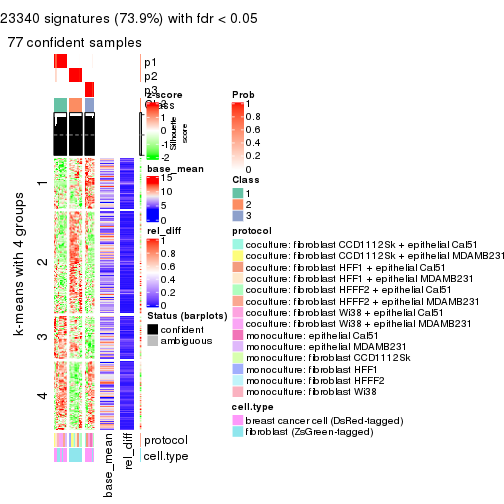 23340 signatures (73.9%) with fdr < 0.05
77 confident samples
p1
p2
p3
Silhouette score
k-means with 4 groups
1
2
3
4
base_mean
rel_diff
protocol
cell.type
z-score
1
0
-1
-2
base_mean
15
10
5
0
rel_diff
1
0.8
0.6
0.4
0.2
0
Status (barplots)
confident
ambiguous
Prob
1
0.8
0.6
0.4
0.2
0
Class
1
2
3
protocol
coculture: fibroblast CCD1112Sk + epithelial Cal51
coculture: fibroblast CCD1112Sk + epithelial MDAMB231
coculture: fibroblast HFF1 + epithelial Cal51
coculture: fibroblast HFF1 + epithelial MDAMB231
coculture: fibroblast HFFF2 + epithelial Cal51
coculture: fibroblast HFFF2 + epithelial MDAMB231
coculture: fibroblast Wi38 + epithelial Cal51
coculture: fibroblast Wi38 + epithelial MDAMB231
monoculture: epithelial Cal51
monoculture: epithelial MDAMB231
monoculture: fibroblast CCD1112Sk
monoculture: fibroblast HFF1
monoculture: fibroblast HFFF2
monoculture: fibroblast Wi38
cell.type
breast cancer cell (DsRed-tagged)
fibroblast (ZsGreen-tagged)